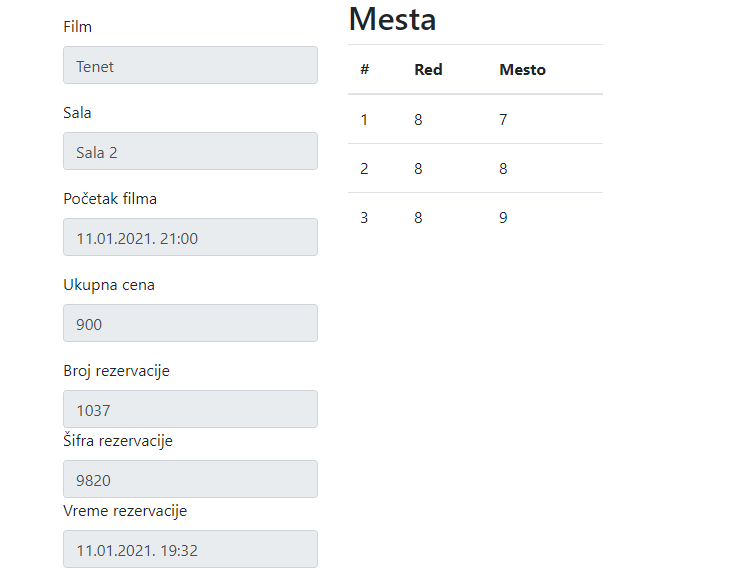 Film
Tenet
Sala
Sala 2
Početak filma
11.01.2021. 21:00
Ukupna cena
900
Broj rezervacije
1037
Šifra rezervacije
9820
Vreme rezervacije
11.01.2021. 19:32
Mesta
# Red Mesto
1 8 7
2 8 8
3 8 9